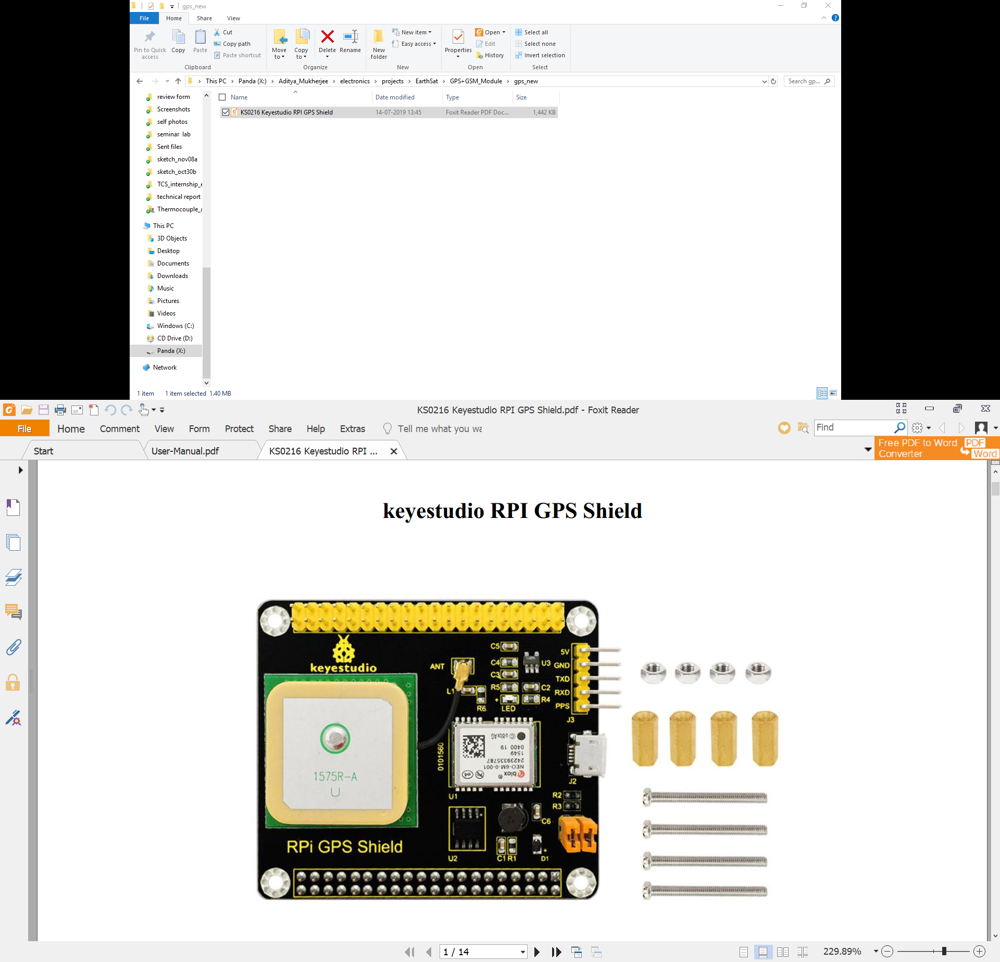 gps_new
File Home Share View
Pin to Quick access
Copy
Paste
Cut
Copy path
Paste shortcut
Clipboard
Move to
Copy to
Delete
Rename
Organize
New folder
New item
Easy access
New
Properties
Open
Edit
History
Open
Select all
Select none
Invert selection
Select
This PC > Panda (X:) > Aditya_Mukherjee > electronics > projects > EarthSat > GPS+GSM_Module > gps_new
Search gp...
Name Date modified Type Size
KS0216 Keyestudio RPI GPS Shield 14-07-2019 13:45 Foxit Reader PDF Doc... 1,442 KB
review form
Screenshots
self photos
seminar lab
Sent files
sketch_nov08a
sketch_oct30b
TCS_internship_e
technical report
Thermocouple_a
This PC
3D Objects
Desktop
Documents
Downloads
Music
Pictures
Videos
Windows (C:)
CD Drive (D:)
Panda (X:)
Network
1 item 1 item selected 1.40 MB
KS0216 Keyestudio RPI GPS Shield.pdf - Foxit Reader
File Home Comment View Form Protect Share Help Extras Tell me what you wa
Find
Start User-Manual.pdf KS0216 Keyestudio RPI ...
Free PDF to Word Converter
PDF
Word
keyestudio RPI GPS Shield
keyestudio
ANT
C5
C4
C3
R5
U3
C2
R4
L1
R6
+
LED
5V
GND
TXD
RXD
PPS
J3
1575R-A
U
0101560
© u-blox AG
0400 19
1549
24239335787
NEO-6M-0-001
blox®
U1
J2
R2
R3
C6
RPi GPS Shield
U2
C1 R1
+
D1
1 / 14
229.89%